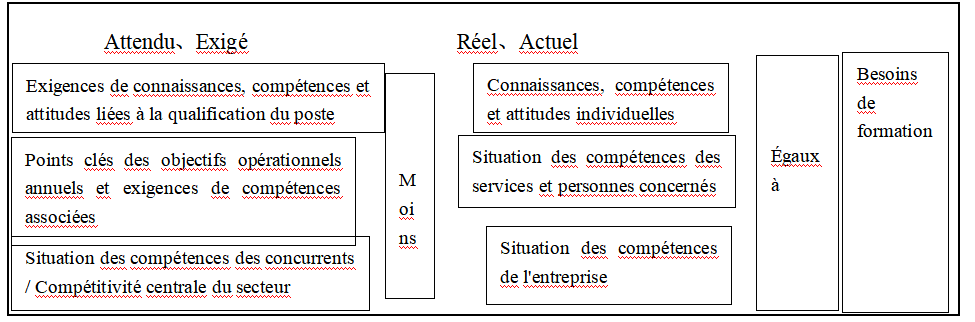 Attendu、Exigé
Réel、Actuel
Exigences de connaissances, compétences et
attitudes liées à la qualification du poste
Points clés des objectifs opérationnels
annuels et exigences de compétences
associées
Situation des compétences des concurrents
/ Compétitivité centrale du secteur
M
oi
ns
Connaissances, compétences
et attitudes individuelles
Situation des compétences des
services et personnes concernés
Situation des compétences
de l'entreprise
Égaux
à
Besoins
de
formation